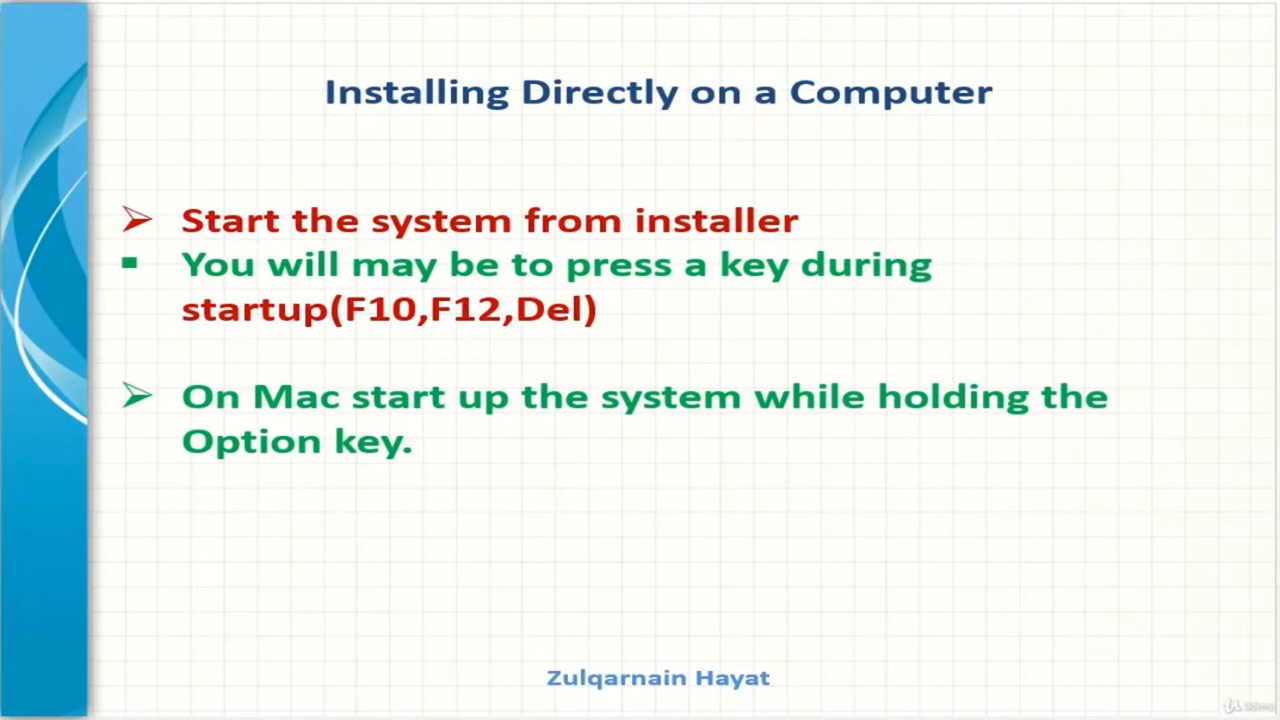 Installing Directly on a Computer
Start the system from installer
You will may be to press a key during
startup(F10,F12,Del)
On Mac start up the system while holding the
Option key.
Zulqarnain Hayat
Udemy